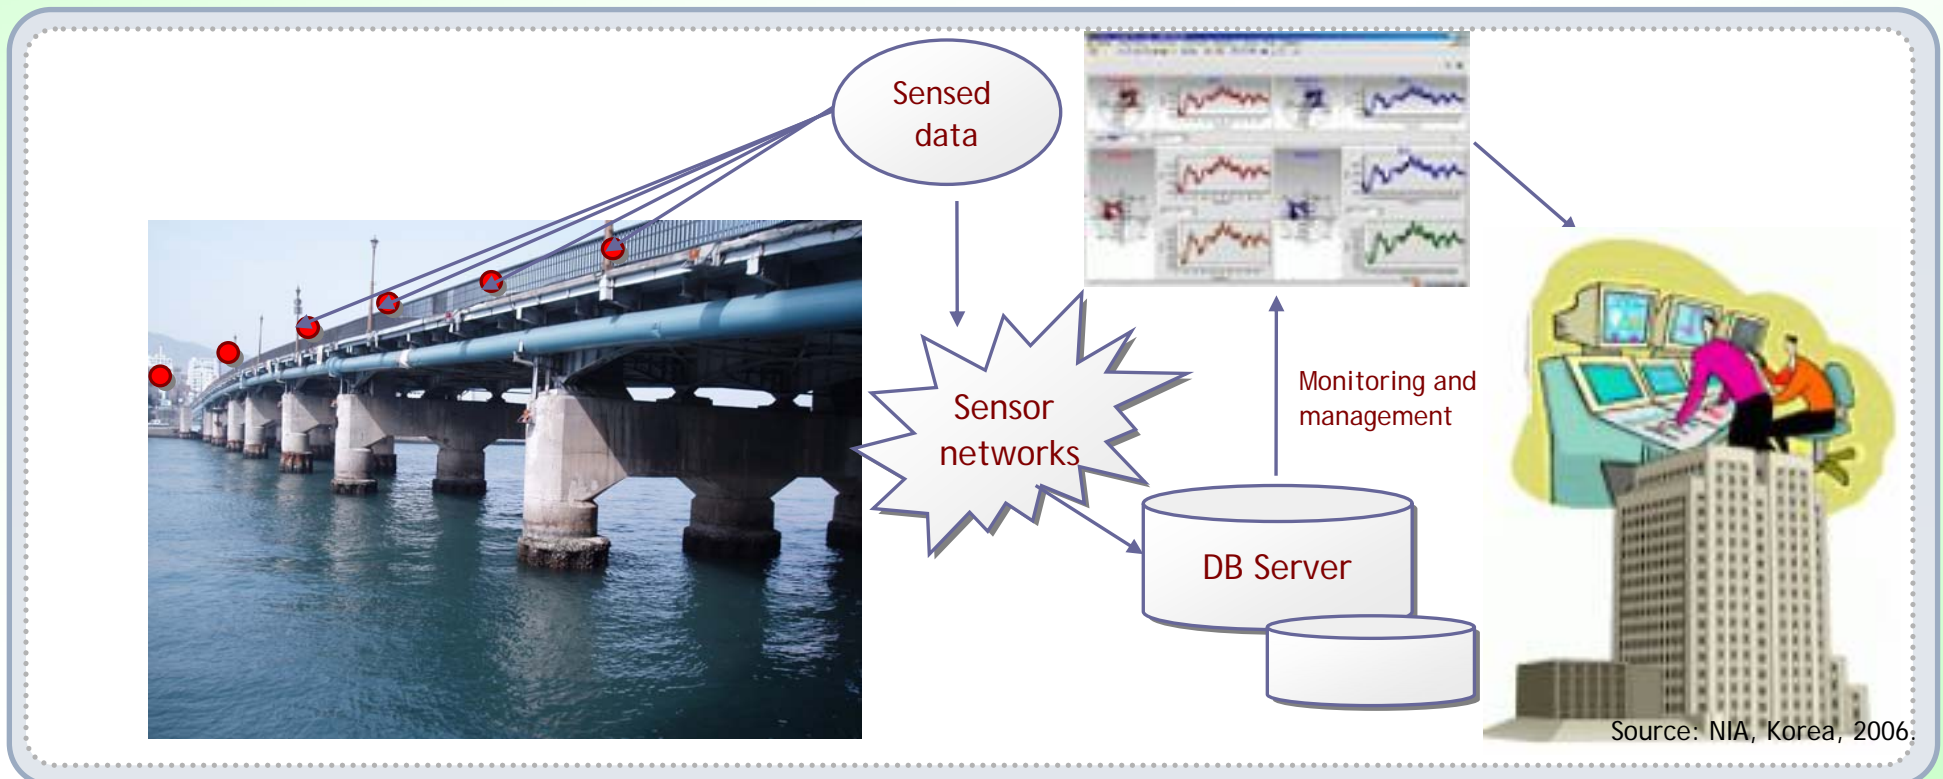 Sensed
data
Sensor
networks
Monitoring and
management
DB Server
Source: NIA, Korea, 2006.